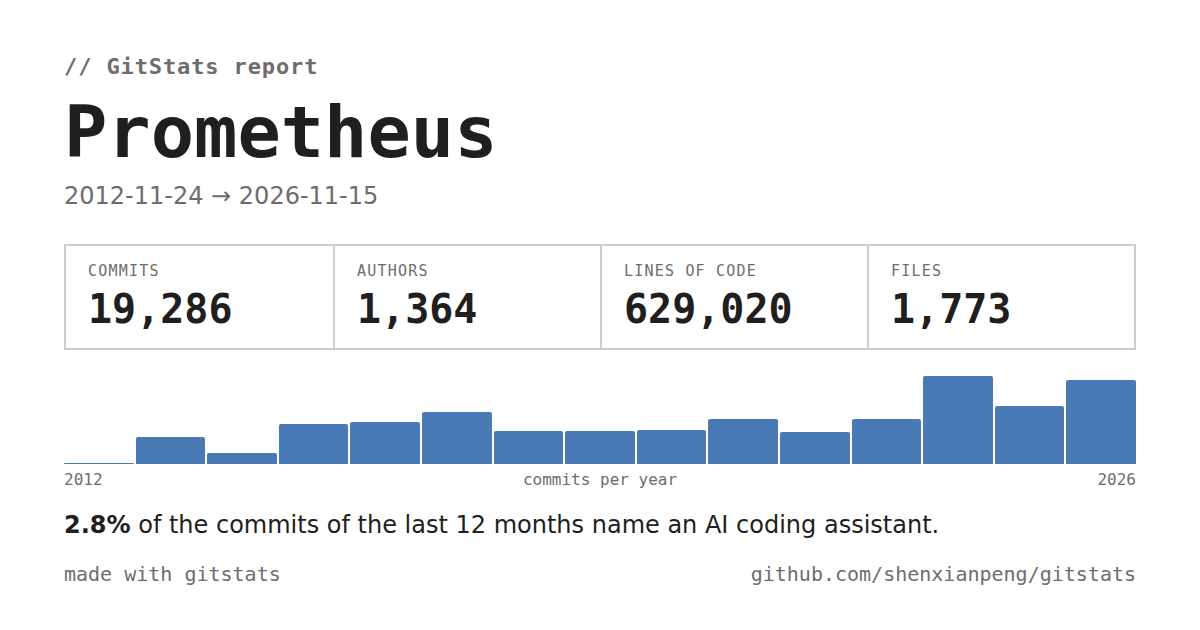 // GitStats report
Prometheus
2012-11-24 → 2026-11-15
COMMITS AUTHORS LINES OF CODE FILES
19,286 1,364 629,020 1,773
2012 commits per year 2026
2.8% of the commits of the last 12 months name an AI coding assistant.
made with gitstats github.com/shenxianpeng/gitstats